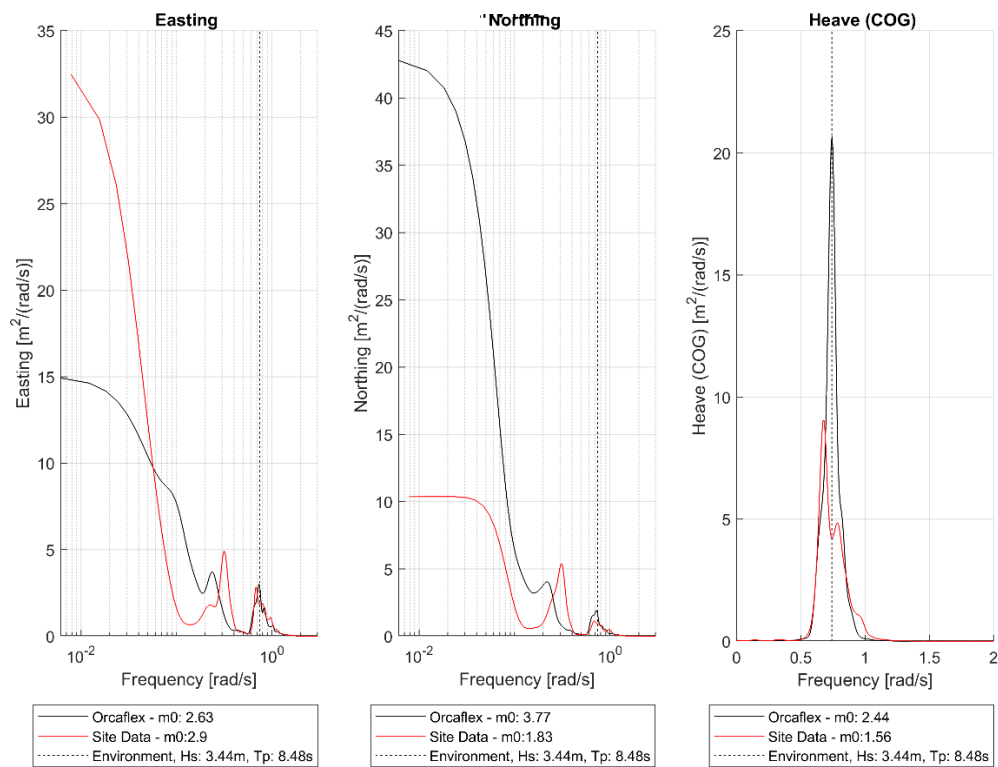 Easting
Northing
Heave (COG)
35
30
25
20
15
10
5
0
Easting [m²/(rad/s)]
10⁻²
10⁰
Frequency [rad/s]
Orcaflex - m0: 2.63
Site Data - m0:2.9
Environment, Hs: 3.44m, Tp: 8.48s
45
40
35
30
25
20
15
10
5
0
Northing [m²/(rad/s)]
10⁻²
10⁰
Frequency [rad/s]
Orcaflex - m0: 3.77
Site Data - m0:1.83
Environment, Hs: 3.44m, Tp: 8.48s
25
20
15
10
5
0
Heave (COG) [m²/(rad/s)]
0
0.5
1
1.5
2
Frequency [rad/s]
Orcaflex - m0: 2.44
Site Data - m0:1.56
Environment, Hs: 3.44m, Tp: 8.48s